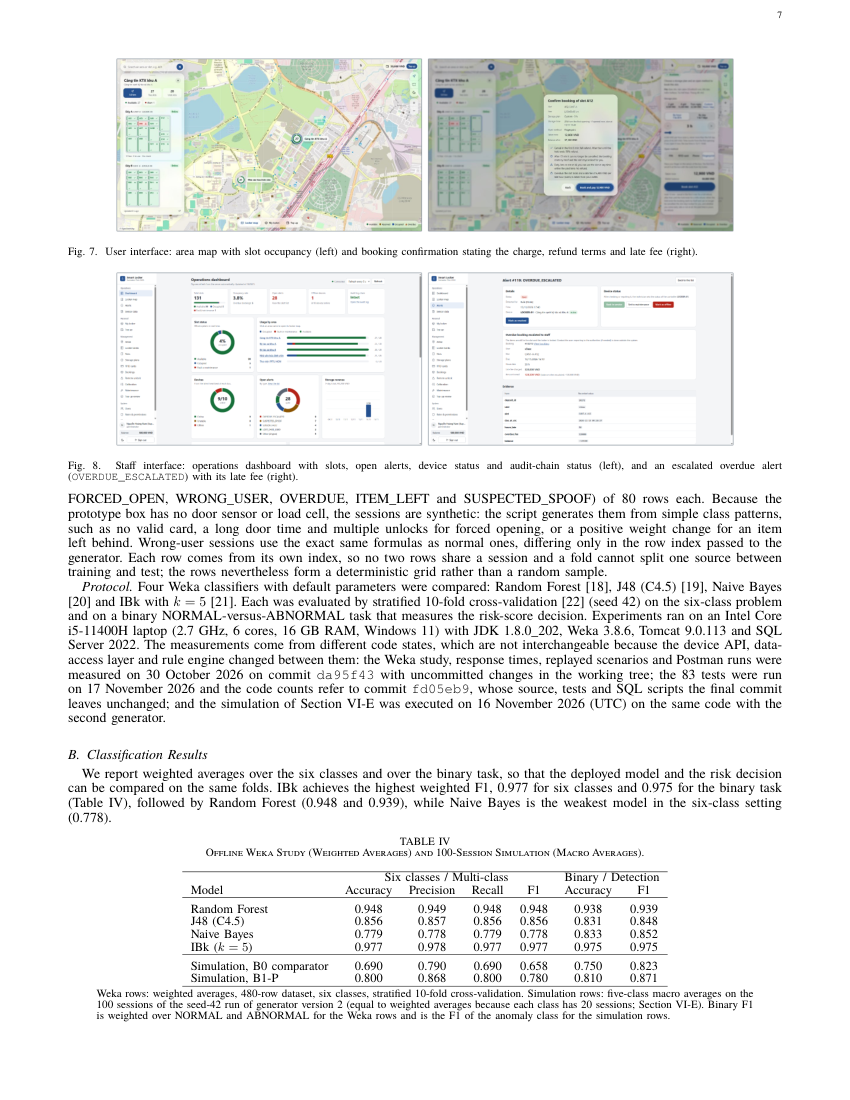 7
Công ty KTX khu A
Confirm booking of slot A12
Fig. 7. User interface: area map with slot occupancy (left) and booking confirmation stating the charge, refund terms and late fee (right).
Operations dashboard
151
3.8%
28
1
4%
9/10
28
Alert #119: OVERDUE_ESCALATED
Overdue booking escalated to staff
Evidence
Fig. 8. Staff interface: operations dashboard with slots, open alerts, device status and audit-chain status (left), and an escalated overdue alert
(OVERDUE_ESCALATED) with its late fee (right).
FORCED_OPEN, WRONG_USER, OVERDUE, ITEM_LEFT and SUSPECTED_SPOOF) of 80 rows each. Because the
prototype box has no door sensor or load cell, the sessions are synthetic: the script generates them from simple class patterns,
such as no valid card, a long door time and multiple unlocks for forced opening, or a positive weight change for an item
left behind. Wrong-user sessions use the exact same formulas as normal ones, differing only in the row index passed to the
generator. Each row comes from its own index, so no two rows share a session and a fold cannot split one source between
training and test; the rows nevertheless form a deterministic grid rather than a random sample.
Protocol. Four Weka classifiers with default parameters were compared: Random Forest [18], J48 (C4.5) [19], Naive Bayes
[20] and IBk with k = 5 [21]. Each was evaluated by stratified 10-fold cross-validation [22] (seed 42) on the six-class problem
and on a binary NORMAL-versus-ABNORMAL task that measures the risk-score decision. Experiments ran on an Intel Core
i5-11400H laptop (2.7 GHz, 6 cores, 16 GB RAM, Windows 11) with JDK 1.8.0_202, Weka 3.8.6, Tomcat 9.0.113 and SQL
Server 2022. The measurements come from different code states, which are not interchangeable because the device API, data-
access layer and rule engine changed between them: the Weka study, response times, replayed scenarios and Postman runs were
measured on 30 October 2026 on commit da95f43 with uncommitted changes in the working tree; the 83 tests were run
on 17 November 2026 and the code counts refer to commit fd05eb9, whose source, tests and SQL scripts the final commit
leaves unchanged; and the simulation of Section VI-E was executed on 16 November 2026 (UTC) on the same code with the
second generator.
B. Classification Results
We report weighted averages over the six classes and over the binary task, so that the deployed model and the risk decision
can be compared on the same folds. IBk achieves the highest weighted F1, 0.977 for six classes and 0.975 for the binary task
(Table IV), followed by Random Forest (0.948 and 0.939), while Naive Bayes is the weakest model in the six-class setting
(0.778).
TABLE IV
OFFLINE WEKA STUDY (WEIGHTED AVERAGES) AND 100-SESSION SIMULATION (MACRO AVERAGES).
Six classes / Multi-class Binary / Detection
Model Accuracy Precision Recall F1 Accuracy F1
Random Forest 0.948 0.949 0.948 0.948 0.938 0.939
J48 (C4.5) 0.856 0.857 0.856 0.856 0.831 0.848
Naive Bayes 0.779 0.778 0.779 0.778 0.833 0.852
IBk (k = 5) 0.977 0.978 0.977 0.977 0.975 0.975
Simulation, B0 comparator 0.690 0.790 0.690 0.658 0.750 0.823
Simulation, B1-P 0.800 0.868 0.800 0.780 0.810 0.871
Weka rows: weighted averages, 480-row dataset, six classes, stratified 10-fold cross-validation. Simulation rows: five-class macro averages on the
100 sessions of the seed-42 run of generator version 2 (equal to weighted averages because each class has 20 sessions; Section VI-E). Binary F1
is weighted over NORMAL and ABNORMAL for the Weka rows and is the F1 of the anomaly class for the simulation rows.